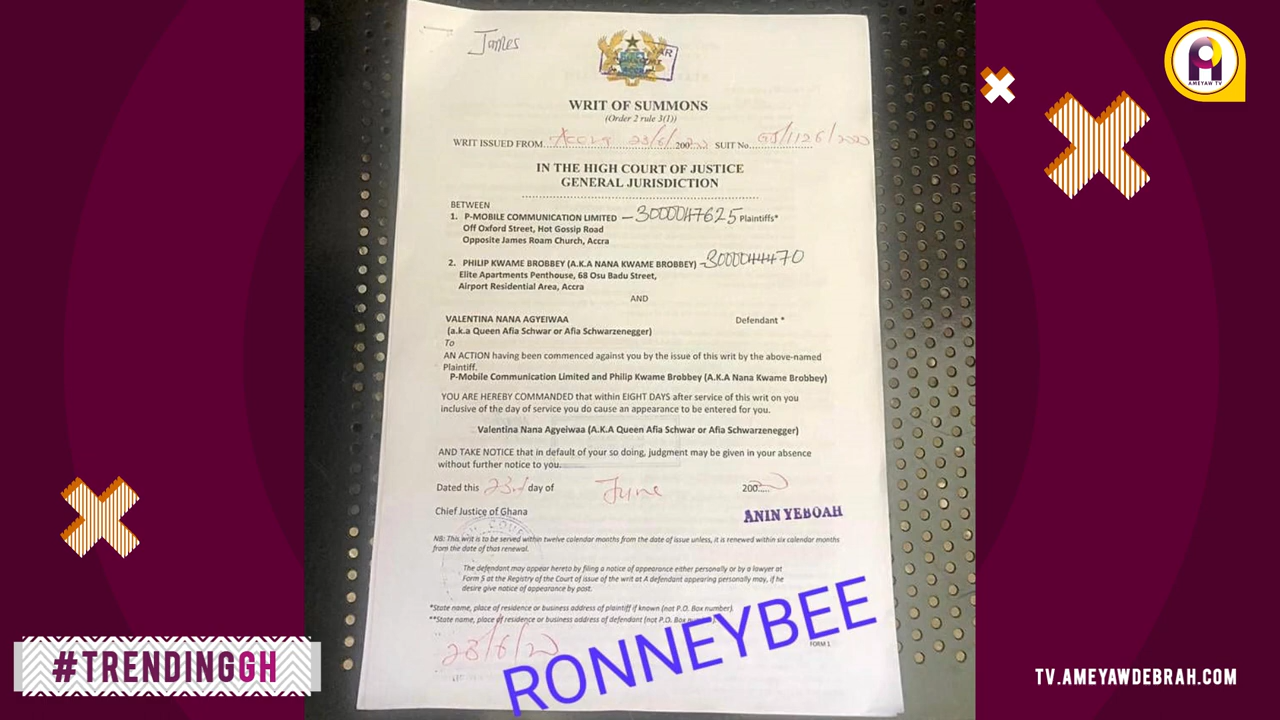 James
AMEYAW TV
WRIT OF SUMMONS
(Order 2 rule 3(1))
WRIT ISSUED FROM Accra 23/6/ 200 SUIT No. GJ/1126/2022
IN THE HIGH COURT OF JUSTICE
GENERAL JURISDICTION
BETWEEN
1. P-MOBILE COMMUNICATION LIMITED – 3000047625 Plaintiffs*
Off Oxford Street, Hot Gossip Road
Opposite James Roam Church, Accra
2. PHILIP KWAME BROBBEY (A.K.A NANA KWAME BROBBEY) – 3000044470
Elite Apartments Penthouse, 68 Osu Badu Street,
Airport Residential Area, Accra
AND
VALENTINA NANA AGYEIWAA Defendant *
(a.k.a Queen Afia Schwar or Afia Schwarzenegger)
To
AN ACTION having been commenced against you by the issue of this writ by the above-named
Plaintiff.
P-Mobile Communication Limited and Philip Kwame Brobbey (A.K.A Nana Kwame Brobbey)
YOU ARE HEREBY COMMANDED that within EIGHT DAYS after service of this writ on you
inclusive of the day of service you do cause an appearance to be entered for you.
Valentina Nana Agyeiwaa (A.K.A Queen Afia Schwar or Afia Schwarzenegger)
AND TAKE NOTICE that in default of your so doing, judgment may be given in your absence
without further notice to you.
Dated this 23rd day of June 200.....
Chief Justice of Ghana ANIN YEBOAH
NB: This writ is to be served within twelve calendar months from the date of issue unless, it is renewed within six calendar months
from the date of that renewal.
The defendant may appear hereto by filing a notice of appearance either personally or by a lawyer at
Form 5 at the Registry of the Court of issue of the writ at A defendant appearing personally may, if he
desire give notice of appearance by post.
*State name, place of residence or business address of plaintiff if known (not P.O. Box number).
**State name, place of residence or business address of defendant (not P.O. Box number).
23/6/22
FORM 1
RONNEYBEE
#TRENDINGGH
TV.AMEYAWDEBRAH.COM